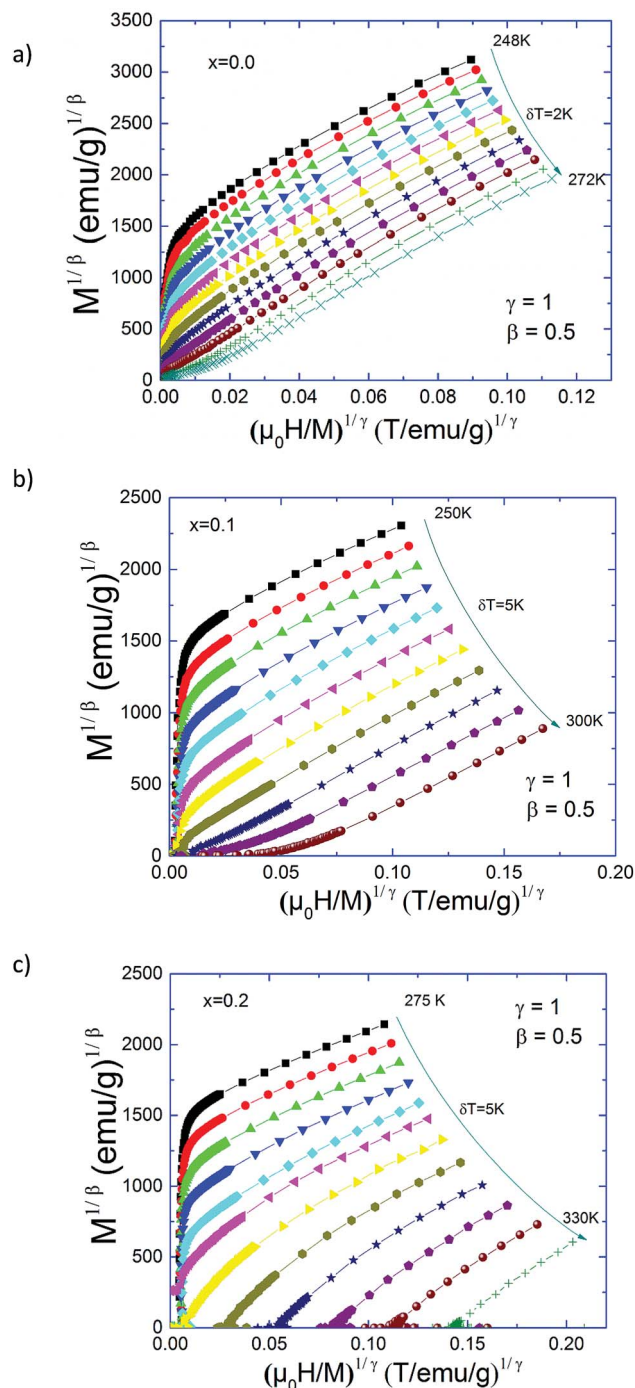 a)
x=0.0
248K
δT=2K
272K
γ = 1
β = 0.5
M^1/β (emu/g)^1/β
3500
3000
2500
2000
1500
1000
500
0
0.00 0.02 0.04 0.06 0.08 0.10 0.12
(μ₀H/M)^1/γ (T/emu/g)^1/γ
b)
x=0.1
250K
δT=5K
300K
γ = 1
β = 0.5
M^1/β (emu/g)^1/β
2500
2000
1500
1000
500
0
0.00 0.05 0.10 0.15 0.20
(μ₀H/M)^1/γ (T/emu/g)^1/γ
c)
x=0.2
275 K
γ = 1
β = 0.5
δT=5K
330K
M^1/β (emu/g)^1/β
2500
2000
1500
1000
500
0
0.00 0.05 0.10 0.15 0.20
(μ₀H/M)^1/γ (T/emu/g)^1/γ